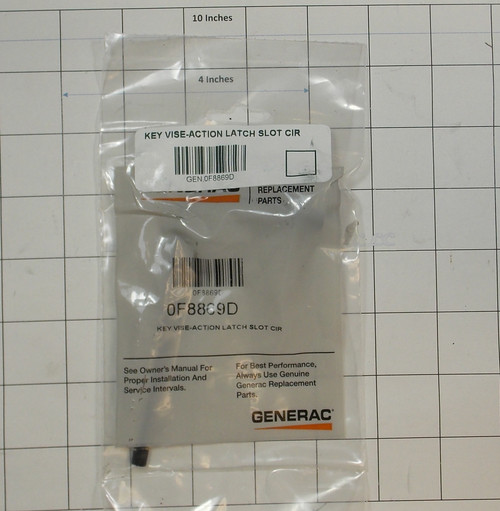 10 Inches
4 Inches
KEY VISE-ACTION LATCH SLOT CIR
GEN.0F8869D
GENERAC
REPLACEMENT
PARTS
0F8869D
0F8869D
KEY VISE-ACTION LATCH SLOT CIR
See Owner's Manual For
Proper Installation And
Service Intervals.
For Best Performance,
Always Use Genuine
Generac Replacement
Parts.
GENERAC